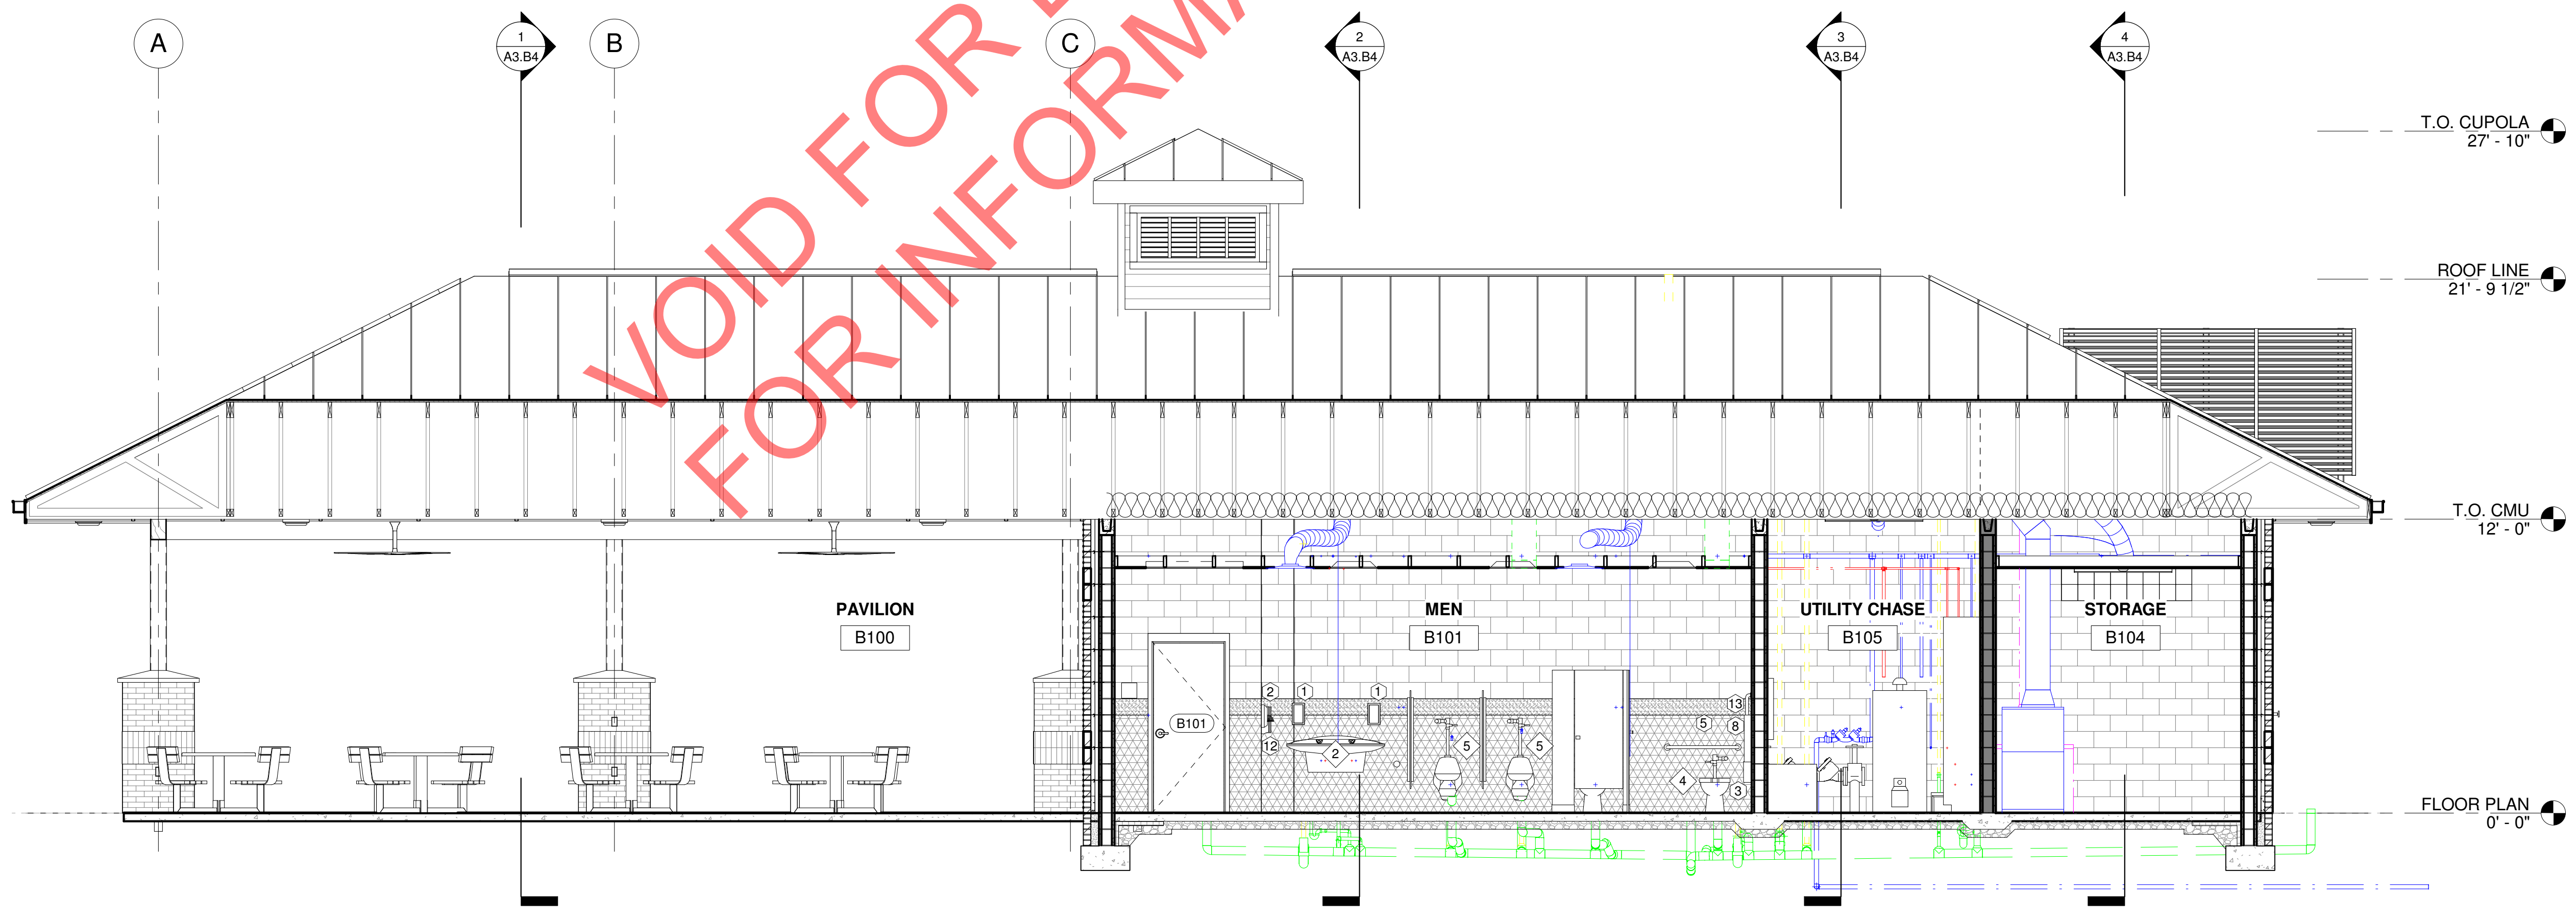 A
1
A3.B4
B
C
2
A3.B4
3
A3.B4
4
A3.B4
VOID FOR
FOR
T.O. CUPOLA
27' - 10"
ROOF LINE
21' - 9 1/2"
T.O. CMU
12' - 0"
PAVILION
B100
MEN
B101
UTILITY CHASE
B105
STORAGE
B104
2
1
1
13
B101
5
8
12
2
5
5
4
3
FLOOR PLAN
0' - 0"